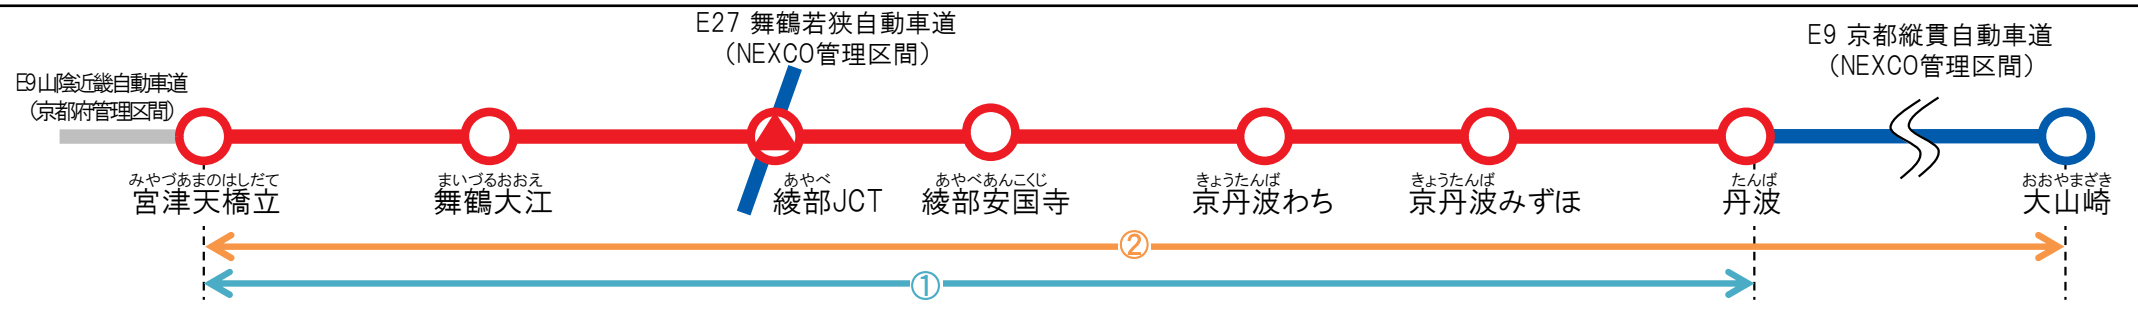 E27 舞鶴若狭自動車道
（NEXCO管理区間）
E9 京都縦貫自動車道
（NEXCO管理区間）
E9山陰近畿自動車道
（京都府管理区間）
みやづあまのはしだて
宮津天橋立
まいづるおおえ
舞鶴大江
あやべ
綾部JCT
あやべあんこくじ
綾部安国寺
きょうたんば
京丹波わち
きょうたんば
京丹波みずほ
たんば
丹波
おおやまざき
大山崎
②
①